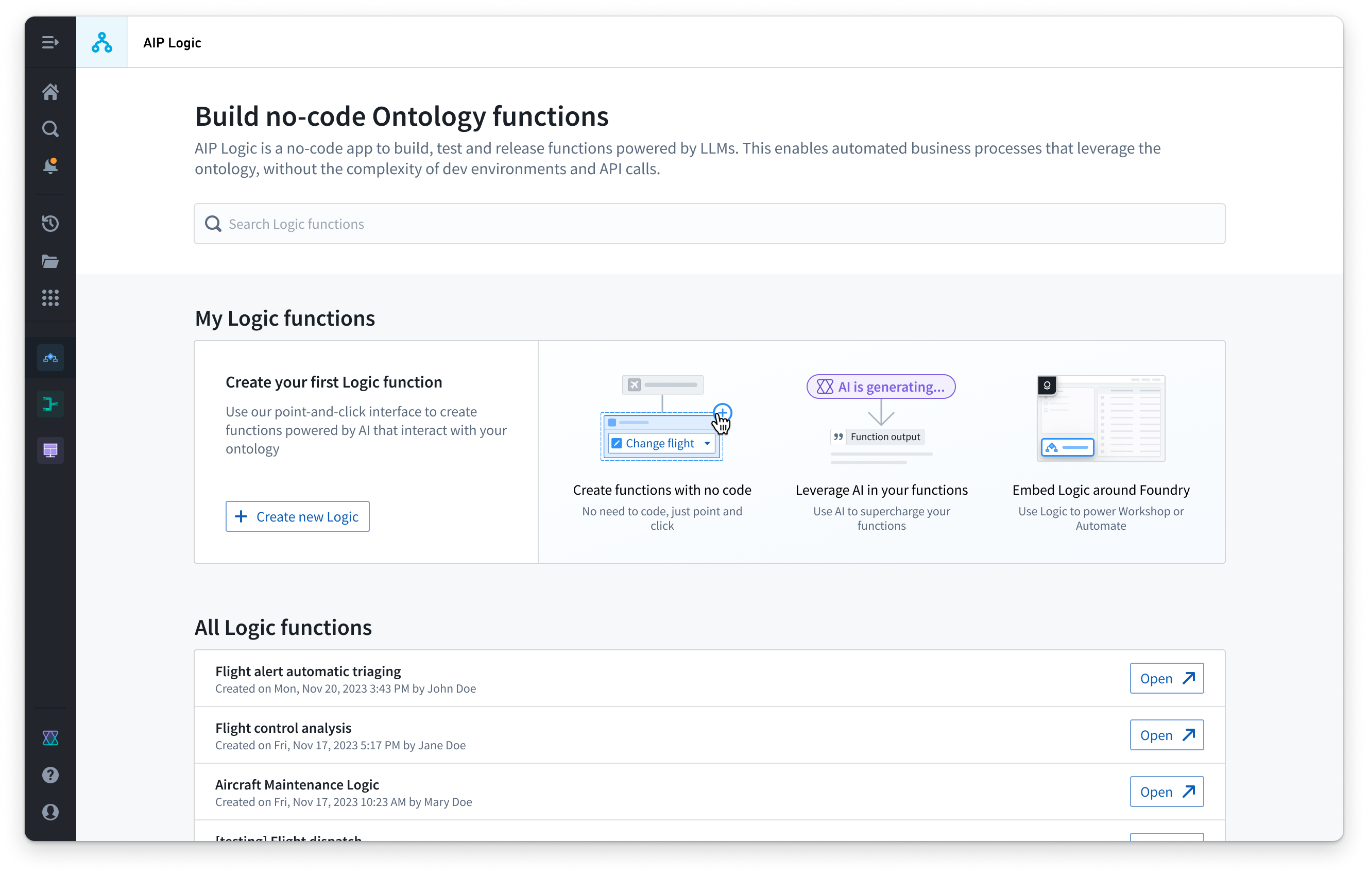 AIP Logic
Build no-code Ontology functions
AIP Logic is a no-code app to build, test and release functions powered by LLMs. This enables automated business processes that leverage the
ontology, without the complexity of dev environments and API calls.
Search Logic functions
My Logic functions
Create your first Logic function
Use our point-and-click interface to create
functions powered by AI that interact with your
ontology
Create new Logic
Change flight
Create functions with no code
No need to code, just point and
click
AI is generating...
Function output
Leverage AI in your functions
Use AI to supercharge your
functions
Embed Logic around Foundry
Use Logic to power Workshop or
Automate
All Logic functions
Flight alert automatic triaging
Created on Mon, Nov 20, 2023 3:43 PM by John Doe
Open
Flight control analysis
Created on Fri, Nov 17, 2023 5:17 PM by Jane Doe
Open
Aircraft Maintenance Logic
Created on Fri, Nov 17, 2023 10:23 AM by Mary Doe
Open
[testing] Flight dispatch